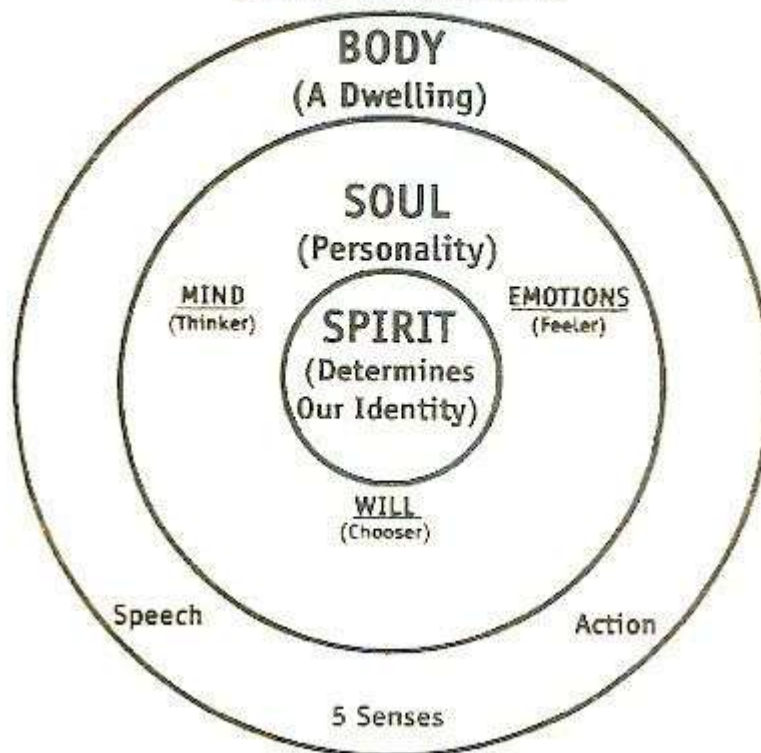 BODY
(A Dwelling)
SOUL
(Personality)
MIND
(Thinker)
EMOTIONS
(Feeler)
SPIRIT
(Determines
Our Identity)
WILL
(Chooser)
Speech
Action
5 Senses